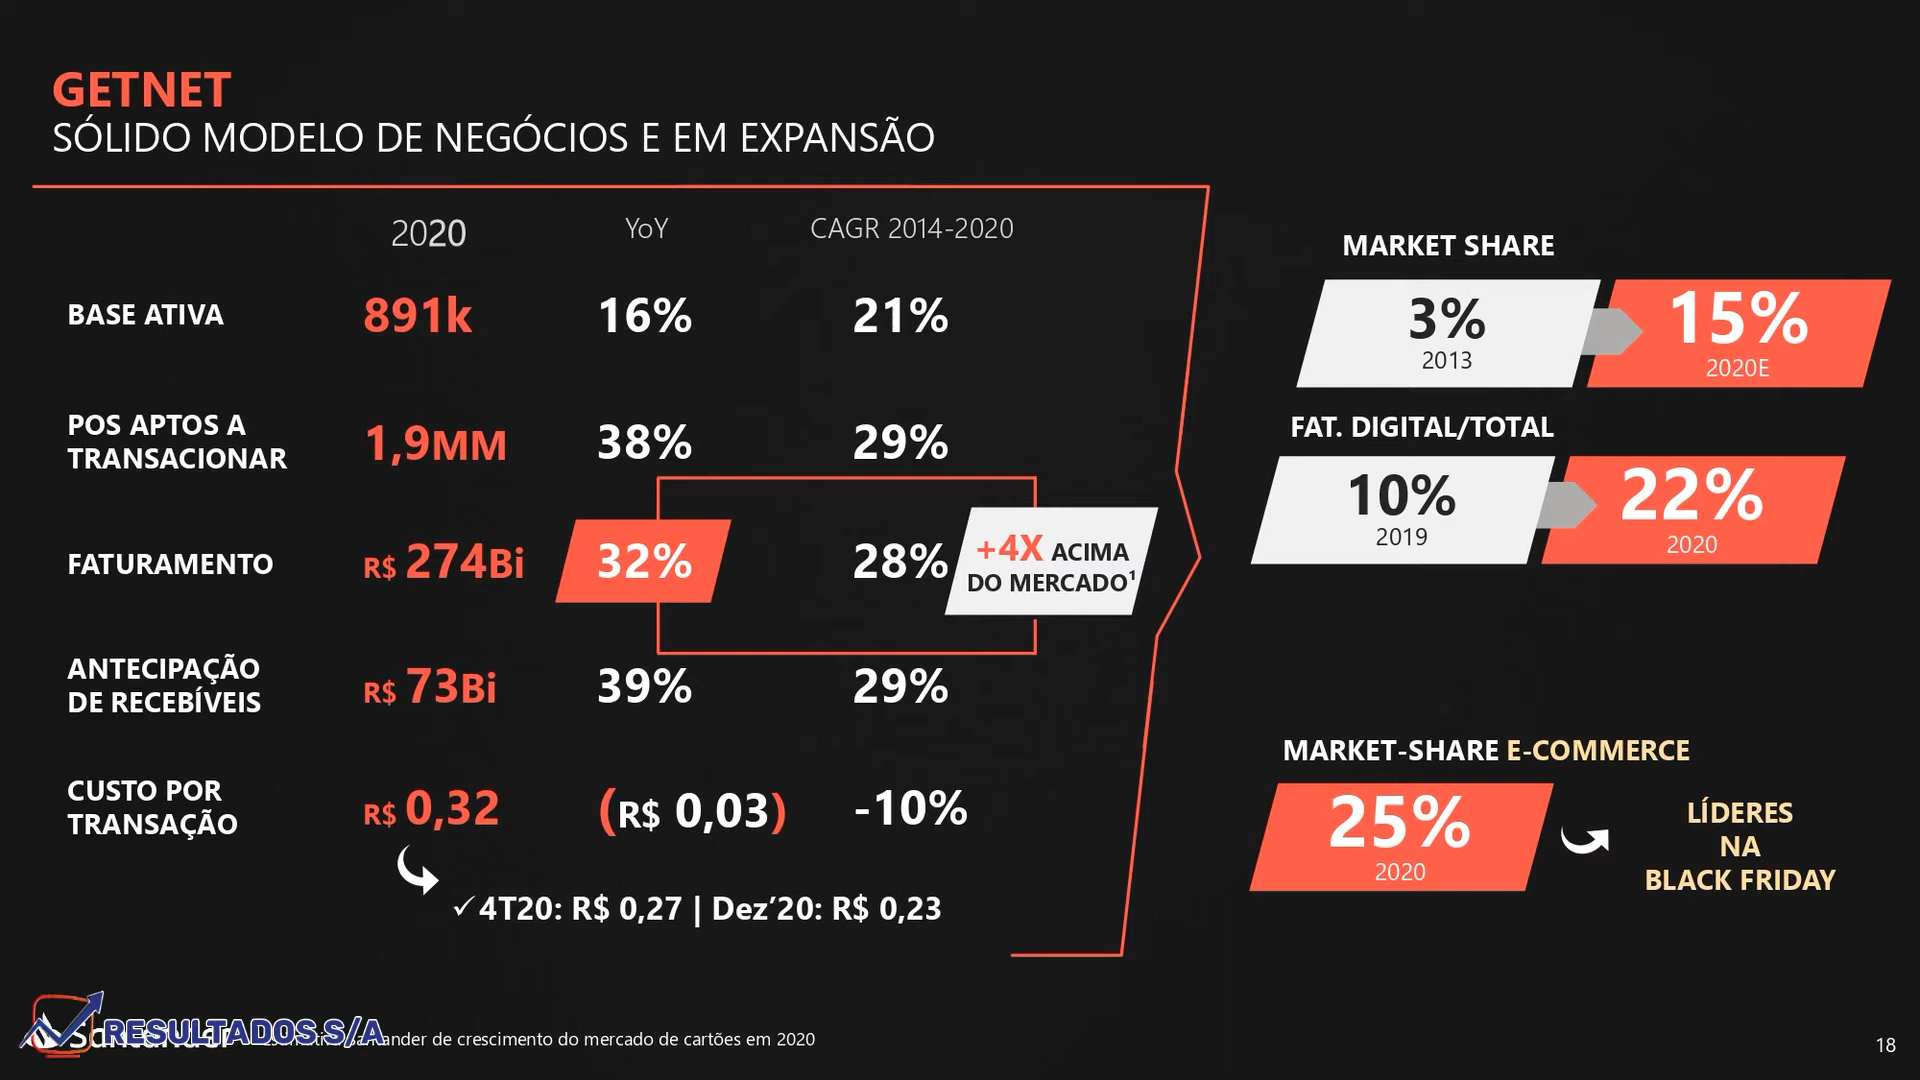 GETNET
SÓLIDO MODELO DE NEGÓCIOS E EM EXPANSÃO
2020 YoY CAGR 2014-2020
BASE ATIVA 891k 16% 21%
POS APTOS A
TRANSACIONAR 1,9MM 38% 29%
FATURAMENTO R$ 274Bi 32% 28%
+4X ACIMA
DO MERCADO¹
ANTECIPAÇÃO
DE RECEBÍVEIS R$ 73Bi 39% 29%
CUSTO POR
TRANSAÇÃO R$ 0,32 (R$ 0,03) -10%
✓4T20: R$ 0,27 | Dez’20: R$ 0,23
MARKET SHARE
3%
2013
15%
2020E
FAT. DIGITAL/TOTAL
10%
2019
22%
2020
MARKET-SHARE E-COMMERCE
25%
2020
LÍDERES
NA
BLACK FRIDAY
RESULTADOS S/A
Santander
de crescimento do mercado de cartões em 2020
18